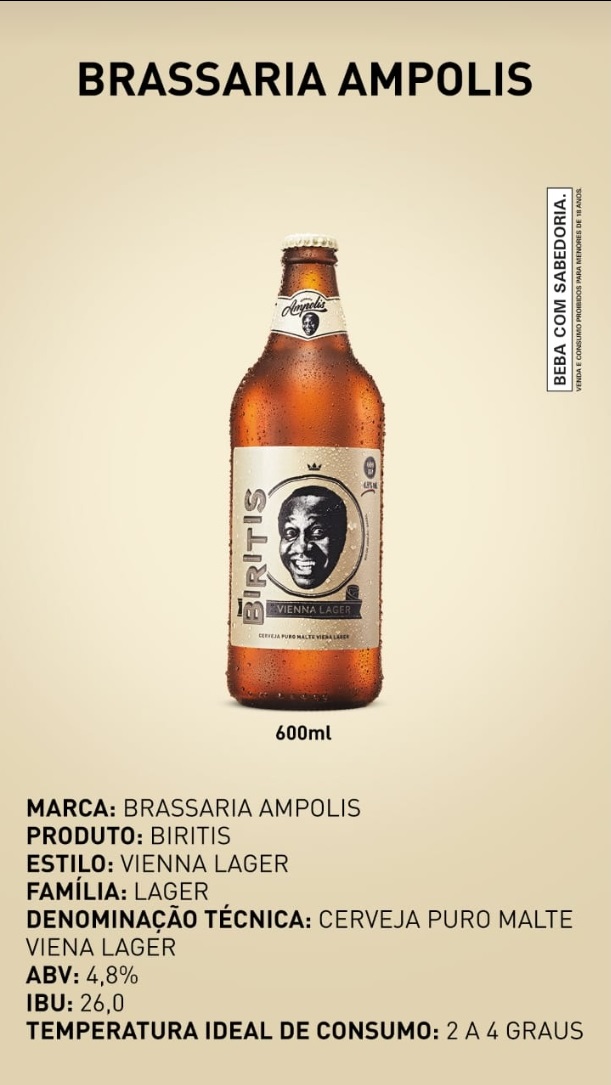 BRASSARIA AMPOLIS
BEBA COM SABEDORIA.
VENDA E CONSUMO PROIBIDOS PARA MENORES DE 18 ANOS.
Ampolis
BIRITIS
VIENNA LAGER
CERVEJA PURO MALTE VIENA LAGER
600ml
MARCA: BRASSARIA AMPOLIS
PRODUTO: BIRITIS
ESTILO: VIENNA LAGER
FAMÍLIA: LAGER
DENOMINAÇÃO TÉCNICA: CERVEJA PURO MALTE
VIENA LAGER
ABV: 4,8%
IBU: 26,0
TEMPERATURA IDEAL DE CONSUMO: 2 A 4 GRAUS